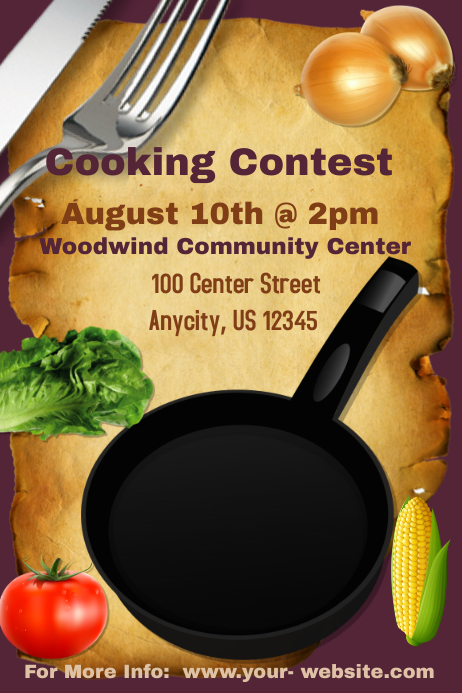 Cooking Contest
August 10th @ 2pm
Woodwind Community Center
100 Center Street
Anycity, US 12345
For More Info: www.your- website.com